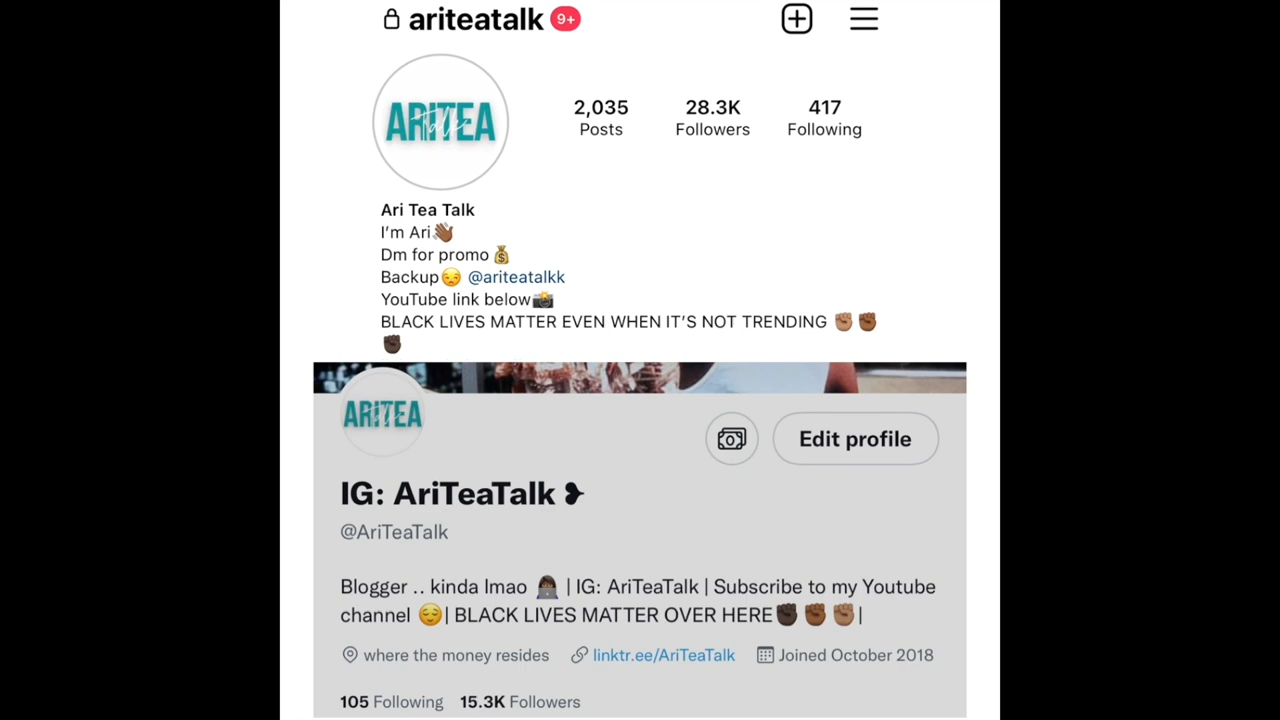 ariteatalk 9+
ARITEA
Talk
2,035 28.3K 417
Posts Followers Following
Ari Tea Talk
I’m Ari👋🏾
Dm for promo💰
Backup😒 @ariteatalkk
YouTube link below📸
BLACK LIVES MATTER EVEN WHEN IT’S NOT TRENDING ✊🏽✊🏾
✊🏿
ARITEA
Edit profile
IG: AriTeaTalk ❥
@AriTeaTalk
Blogger .. kinda lmao 👩🏾‍💻 | IG: AriTeaTalk | Subscribe to my Youtube
channel 😌| BLACK LIVES MATTER OVER HERE✊🏿✊🏾✊🏽|
where the money resides linktr.ee/AriTeaTalk Joined October 2018
105 Following 15.3K Followers